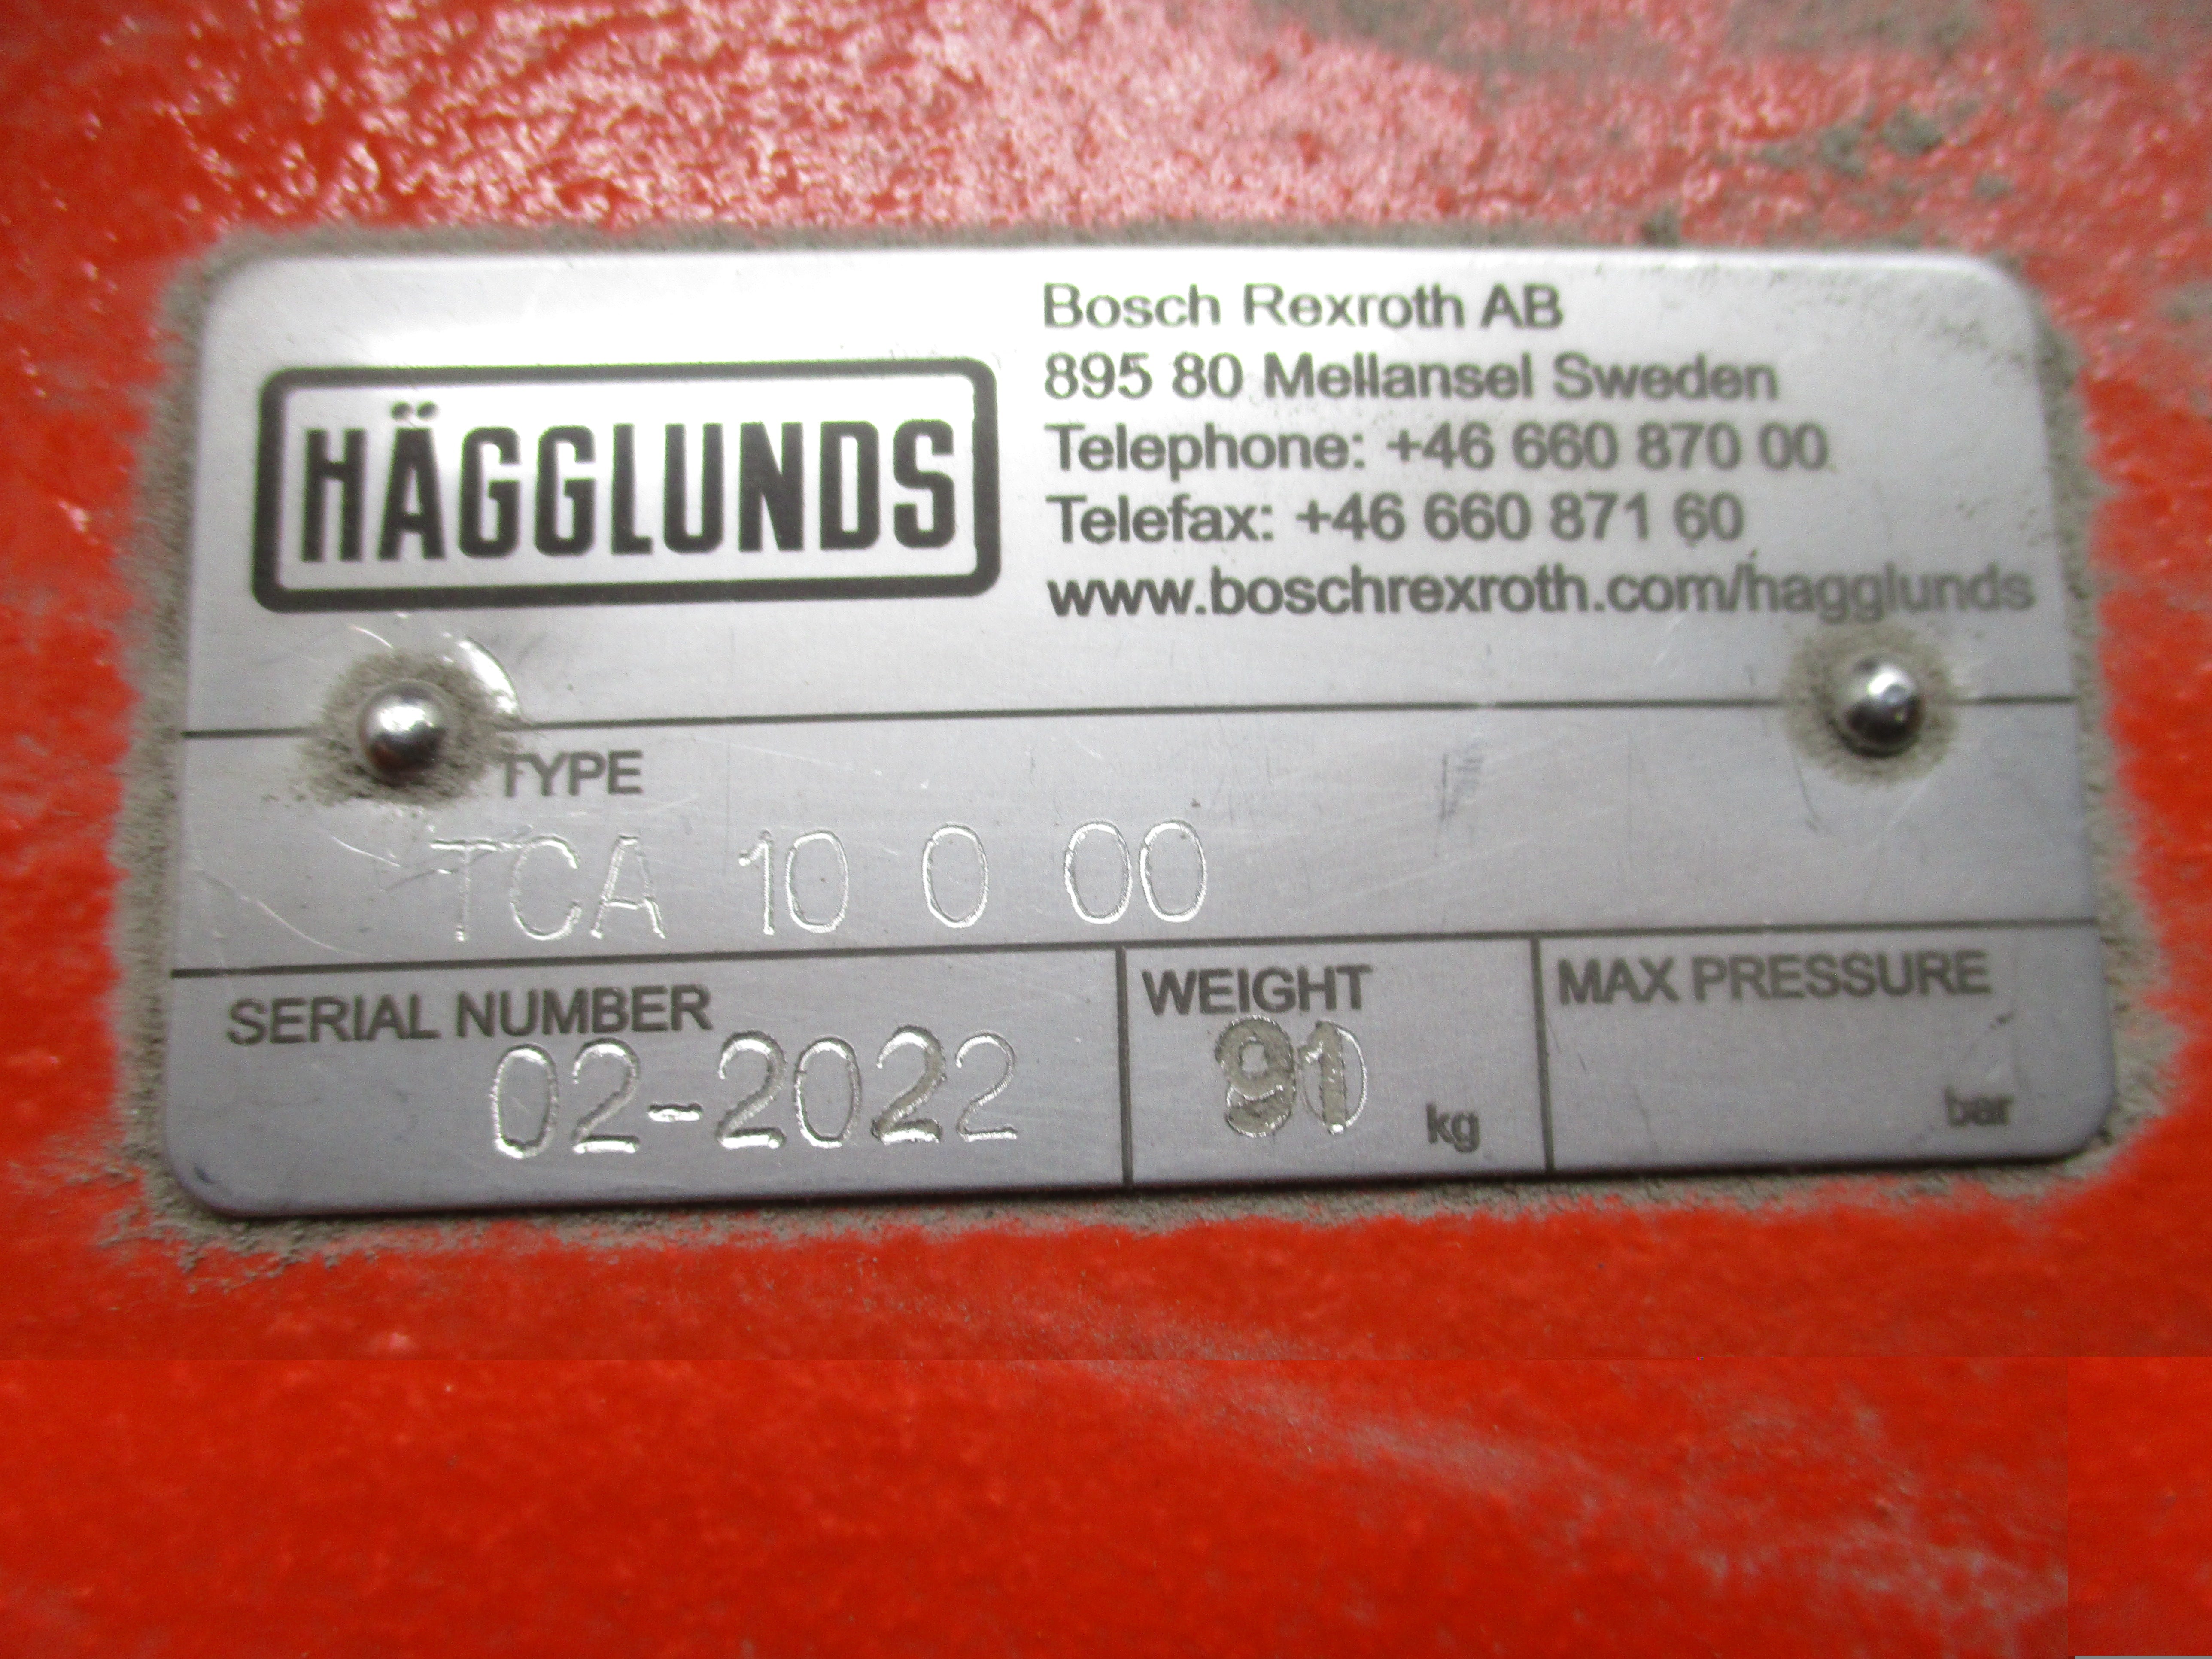 HÄGGLUNDS
Bosch Rexroth AB
895 80 Mellansel Sweden
Telephone: +46 660 870 00
Telefax: +46 660 871 60
www.boschrexroth.com/hagglunds
TYPE
TCA 10 0 00
SERIAL NUMBER
02-2022
WEIGHT
kg
MAX PRESSURE
bar